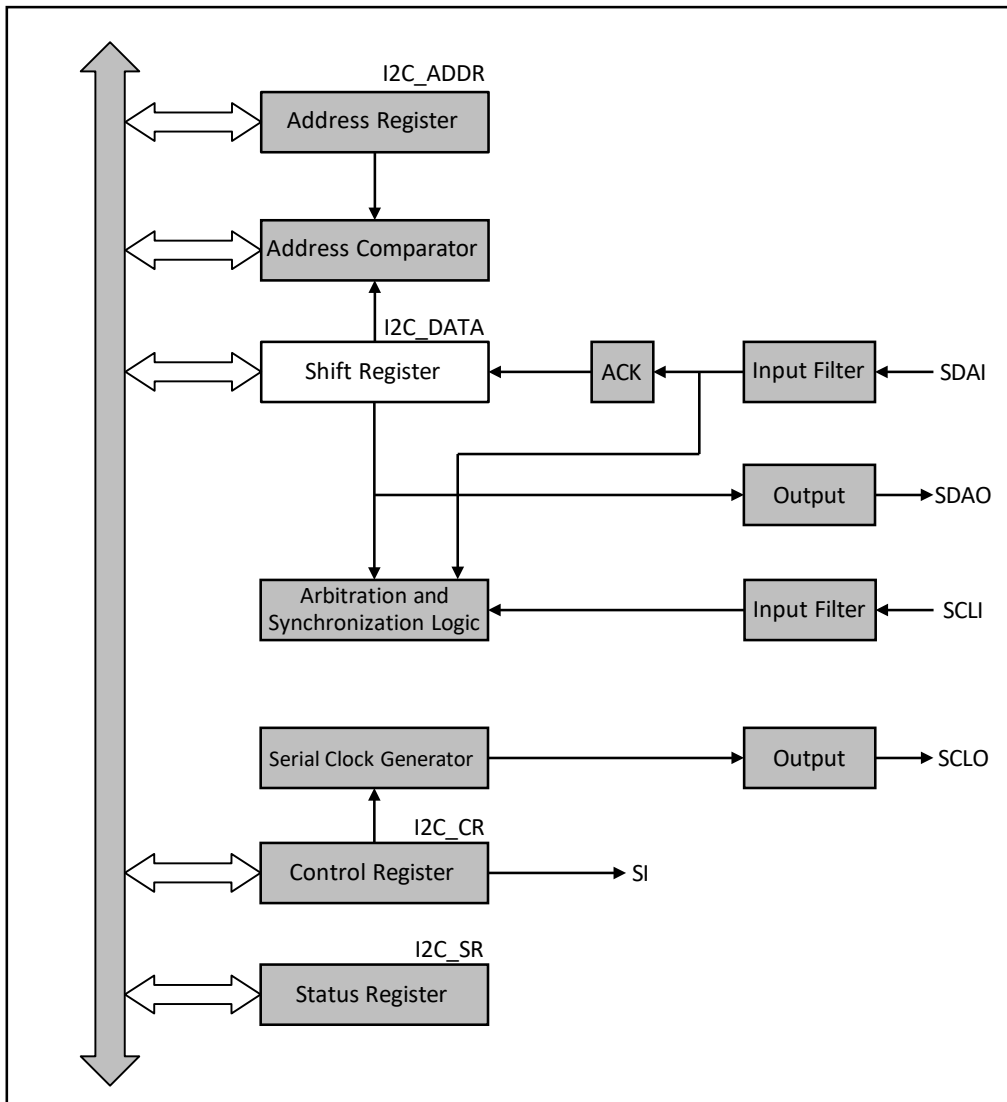 I2C_ADDR
Address Register
Address Comparator
I2C_DATA
Shift Register
ACK
Input Filter
SDAI
Output
SDAO
Arbitration and
Synchronization Logic
Input Filter
SCLI
Serial Clock Generator
Output
SCLO
I2C_CR
Control Register
SI
I2C_SR
Status Register